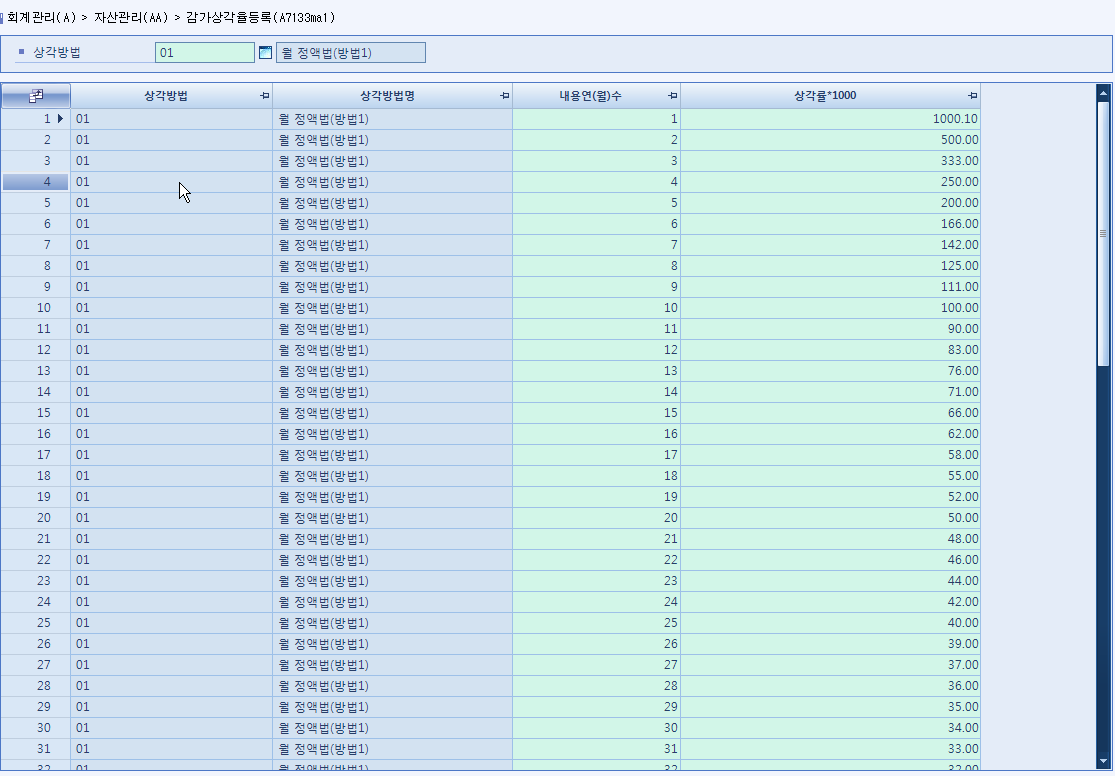 회계관리(A) > 자산관리(AA) > 감가상각율등록(A7133ma1)
상각방법 01 월 정액법(방법1)
상각방법 상각방법명 내용연(월)수 상각률*1000
1 01 월 정액법(방법1) 1 1000.10
2 01 월 정액법(방법1) 2 500.00
3 01 월 정액법(방법1) 3 333.00
4 01 월 정액법(방법1) 4 250.00
5 01 월 정액법(방법1) 5 200.00
6 01 월 정액법(방법1) 6 166.00
7 01 월 정액법(방법1) 7 142.00
8 01 월 정액법(방법1) 8 125.00
9 01 월 정액법(방법1) 9 111.00
10 01 월 정액법(방법1) 10 100.00
11 01 월 정액법(방법1) 11 90.00
12 01 월 정액법(방법1) 12 83.00
13 01 월 정액법(방법1) 13 76.00
14 01 월 정액법(방법1) 14 71.00
15 01 월 정액법(방법1) 15 66.00
16 01 월 정액법(방법1) 16 62.00
17 01 월 정액법(방법1) 17 58.00
18 01 월 정액법(방법1) 18 55.00
19 01 월 정액법(방법1) 19 52.00
20 01 월 정액법(방법1) 20 50.00
21 01 월 정액법(방법1) 21 48.00
22 01 월 정액법(방법1) 22 46.00
23 01 월 정액법(방법1) 23 44.00
24 01 월 정액법(방법1) 24 42.00
25 01 월 정액법(방법1) 25 40.00
26 01 월 정액법(방법1) 26 39.00
27 01 월 정액법(방법1) 27 37.00
28 01 월 정액법(방법1) 28 36.00
29 01 월 정액법(방법1) 29 35.00
30 01 월 정액법(방법1) 30 34.00
31 01 월 정액법(방법1) 31 33.00
32 01 월 정액법(방법1) 32 32.00